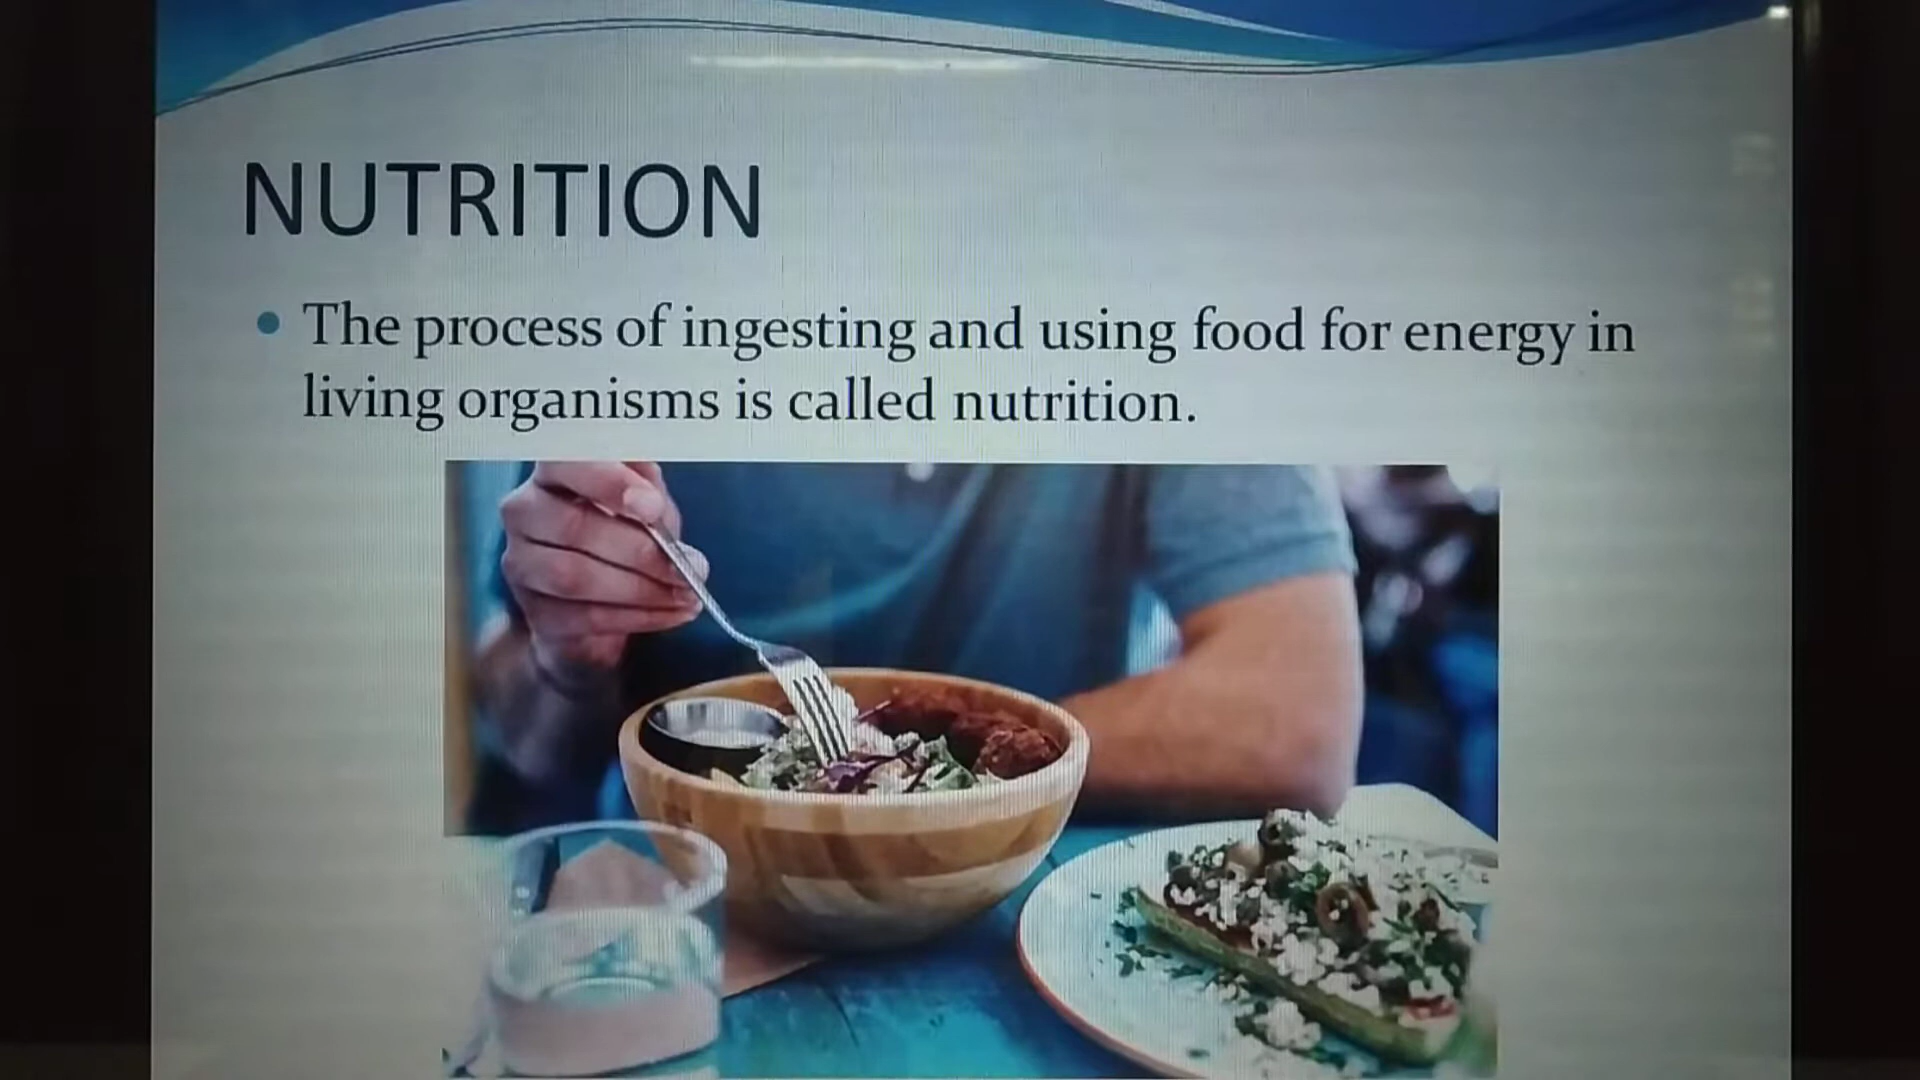 NUTRITION
The process of ingesting and using food for energy in
living organisms is called nutrition.